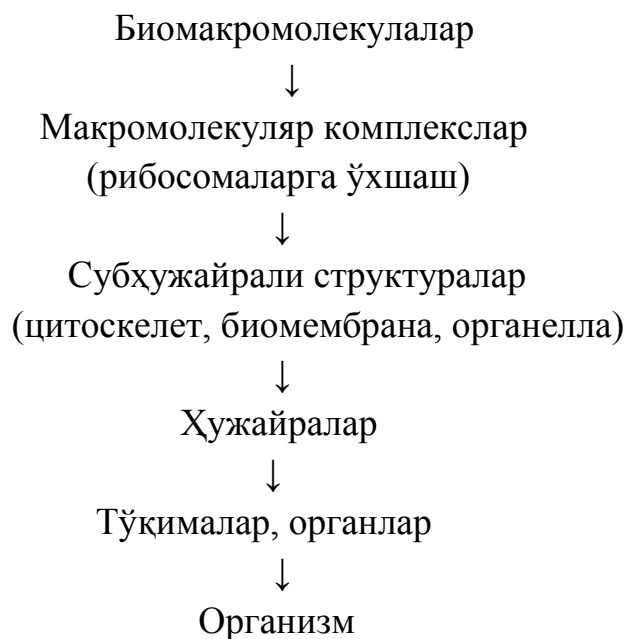 Биомакромолекулалар
↓
Макромолекуляр комплекслар
(рибосомаларга ўхшаш)
↓
Субҳужайрали структуралар
(цитоскелет, биомембрана, органелла)
↓
Ҳужайралар
↓
Тўқималар, органлар
↓
Организм